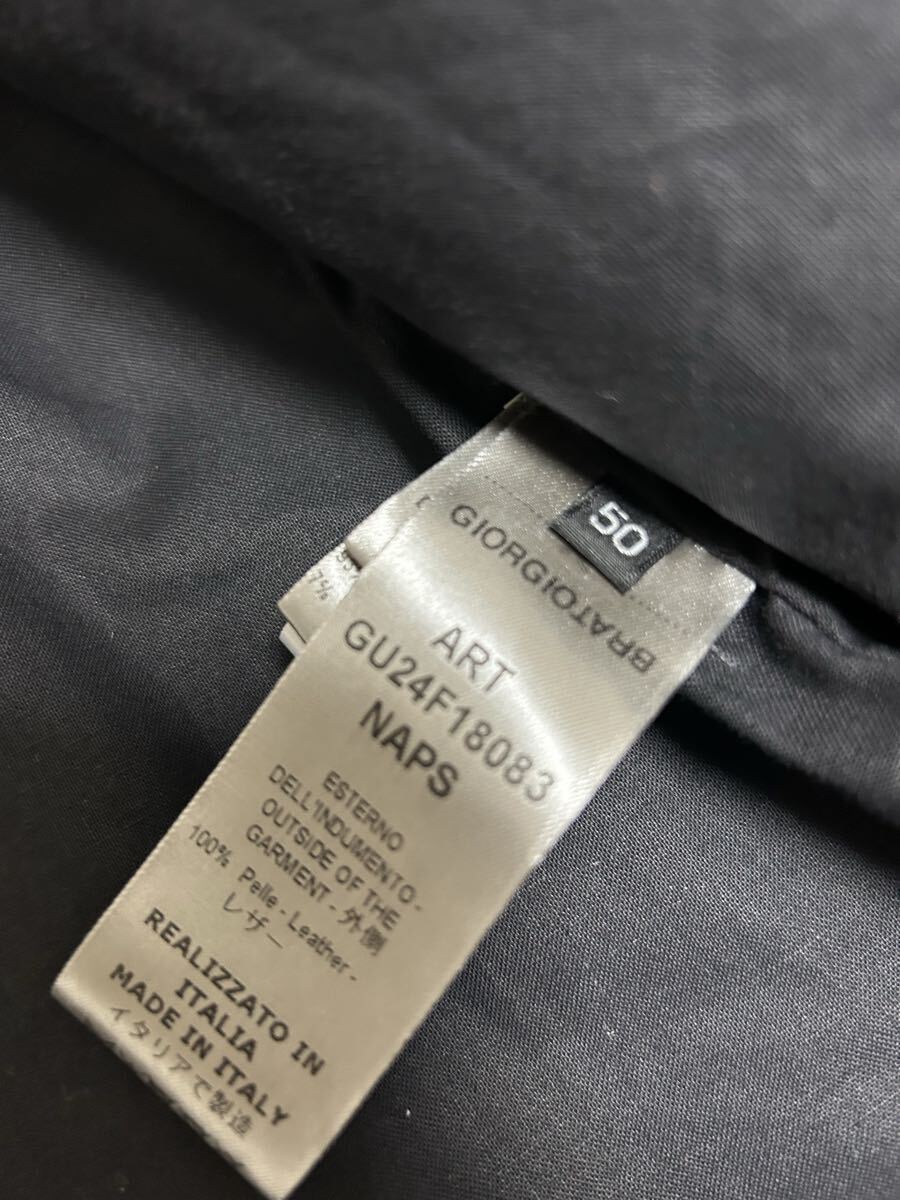 50
GIORGIOBRATO
ART
GU24F18083
NAPS
ESTERNO
DELL'INDUMENTO -
OUTSIDE OF THE
GARMENT - 外側
100% Pelle - Leather -
レザー
REALIZZATO IN
ITALIA
MADE IN ITALY
イタリアで製造
7%